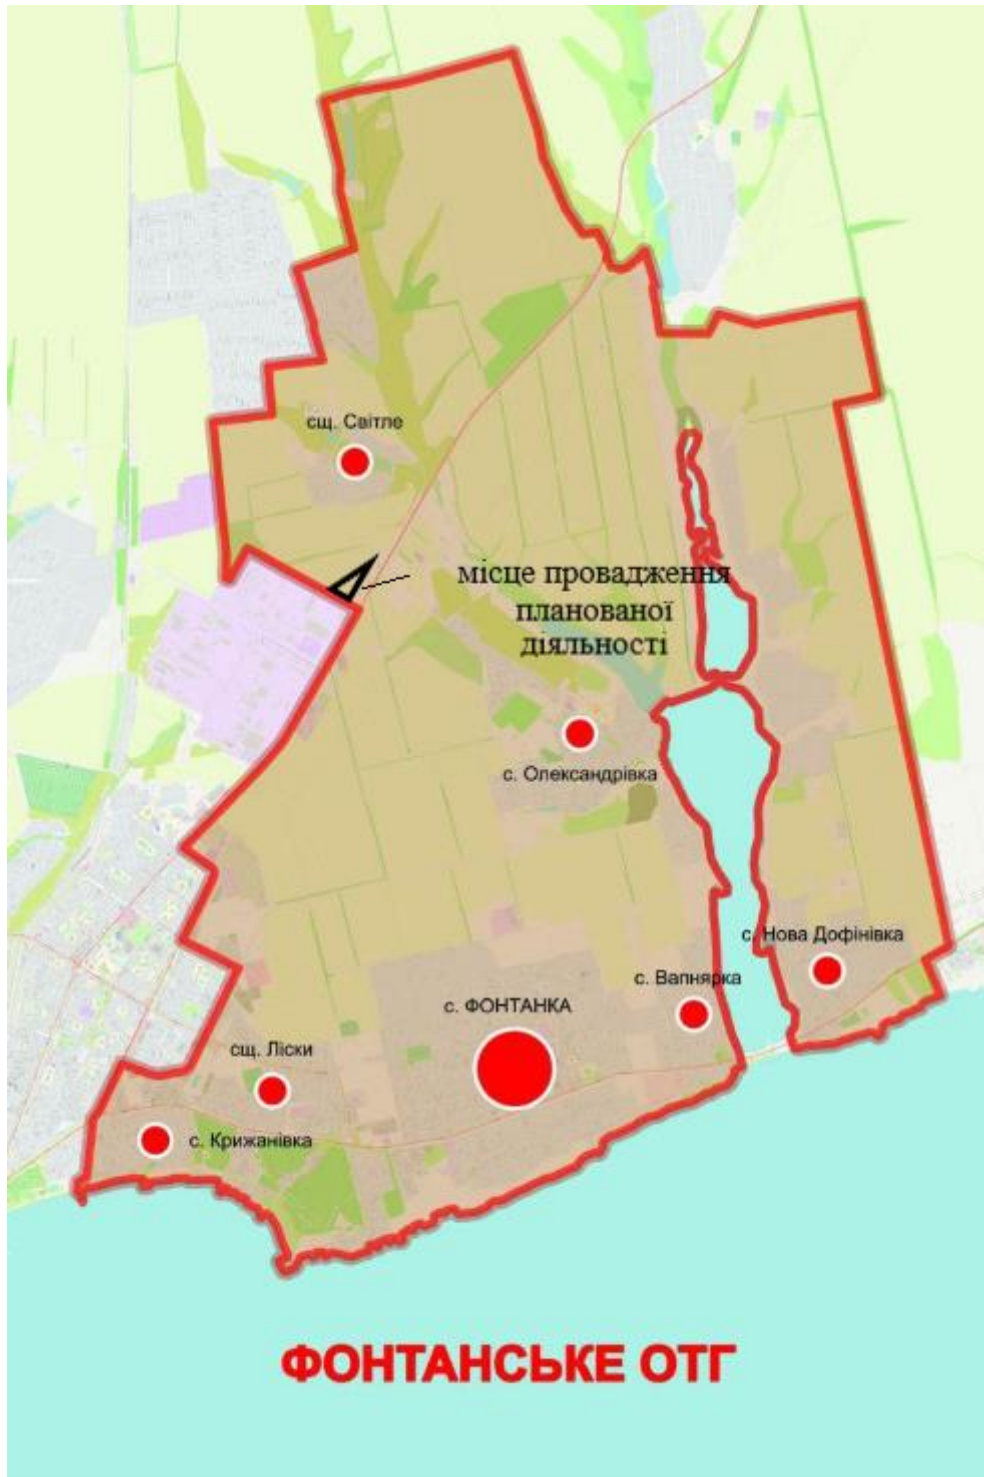 сщ. Світле
місце провадження
планованої
діяльності
с. Олександрівка
с. Нова Дофінівка
с. Вапнярка
с. ФОНТАНКА
сщ. Ліски
с. Крижанівка
ФОНТАНСЬКЕ ОТГ